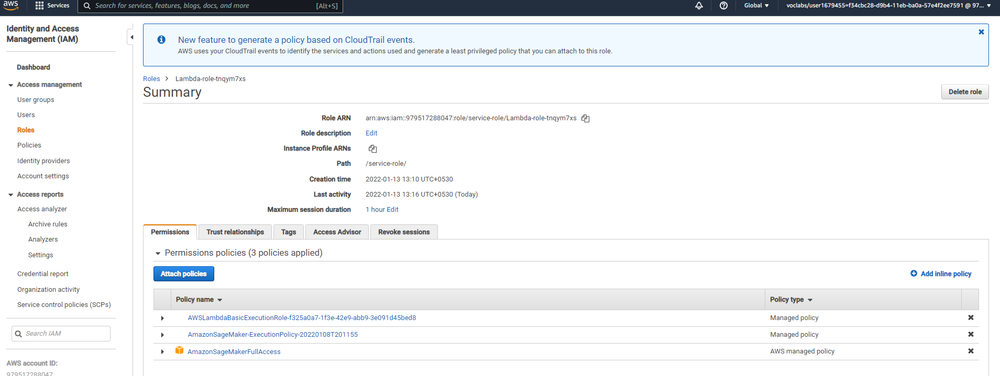 aws
Services
Search for services, features, blogs, docs, and more
[Alt+S]
Global
voclabs/user1679455=f34cbc28-d9b4-11eb-ba0a-57e4f2ee7591 @ 97...
Identity and Access
Management (IAM)
Dashboard
Access management
User groups
Users
Roles
Policies
Identity providers
Account settings
Access reports
Access analyzer
Archive rules
Analyzers
Settings
Credential report
Organization activity
Service control policies (SCPs)
Search IAM
AWS account ID:
979517288047
New feature to generate a policy based on CloudTrail events.
AWS uses your CloudTrail events to identify the services and actions used and generate a least privileged policy that you can attach to this role.
Roles > Lambda-role-tnqym7xs
Summary
Delete role
Role ARN arn:aws:iam::979517288047:role/service-role/Lambda-role-tnqym7xs
Role description Edit
Instance Profile ARNs
Path /service-role/
Creation time 2022-01-13 13:10 UTC+0530
Last activity 2022-01-13 13:16 UTC+0530 (Today)
Maximum session duration 1 hour Edit
Permissions Trust relationships Tags Access Advisor Revoke sessions
Permissions policies (3 policies applied)
Attach policies
Add inline policy
Policy name Policy type
AWSLambdaBasicExecutionRole-f325a0a7-1f3e-42e9-abb9-3e091d45bed8 Managed policy
AmazonSageMaker-ExecutionPolicy-20220108T201155 Managed policy
AmazonSageMakerFullAccess AWS managed policy